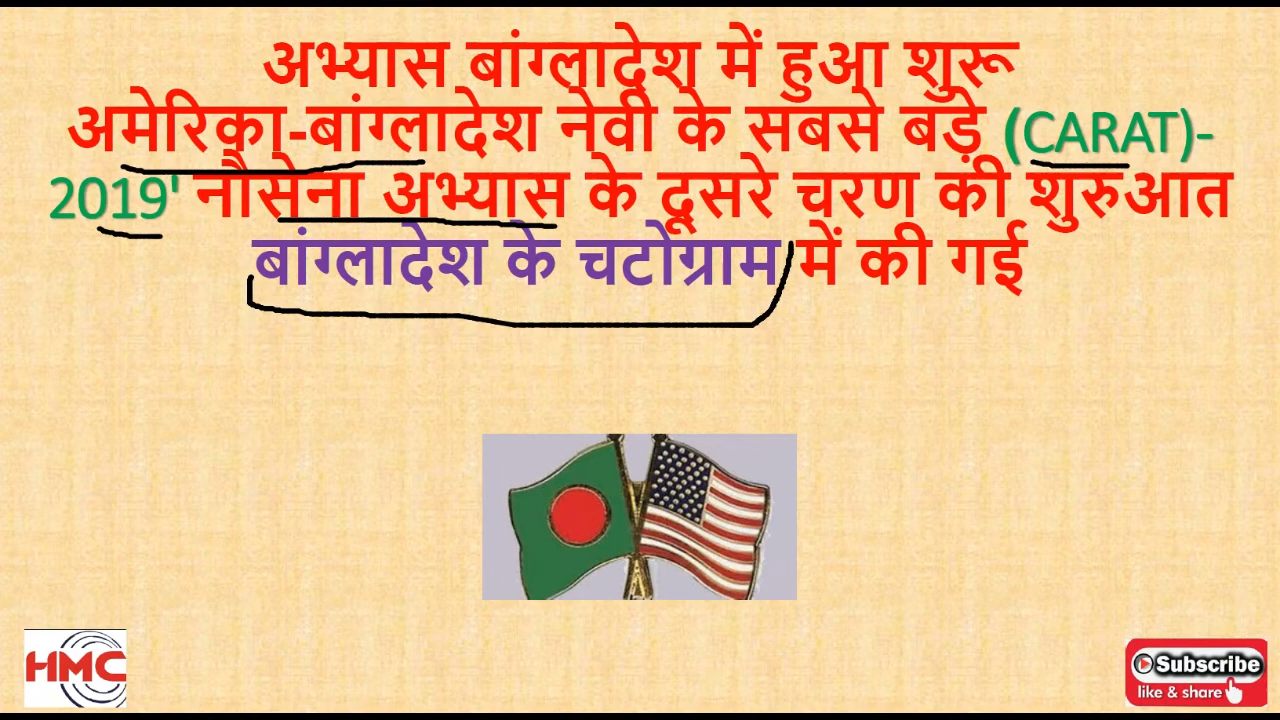 अभ्यास बांग्लादेश में हुआ शुरू
अमेरिका-बांग्लादेश नेवी के सबसे बड़े (CARAT)-
2019' नौसेना अभ्यास के दूसरे चरण की शुरुआत
बांग्लादेश के चटोग्राम में की गई
HMC
Subscribe
like & share